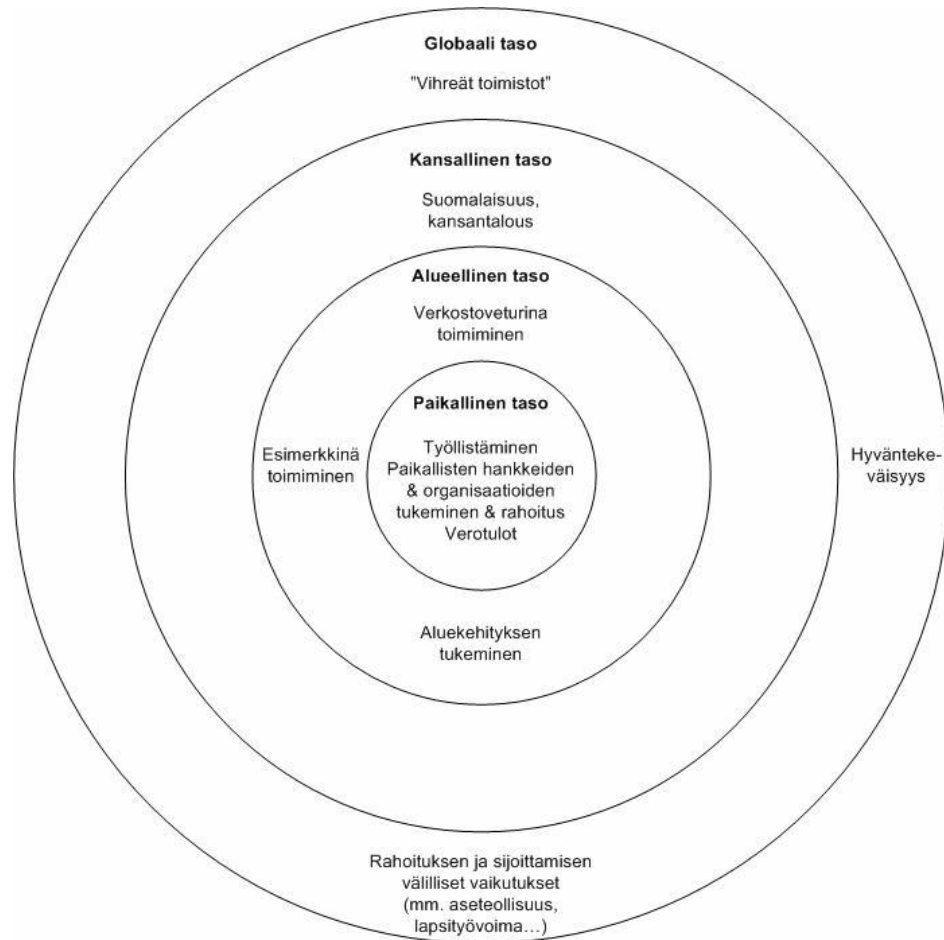 Globaali taso
"Vihreät toimistot"
Kansallinen taso
Suomalaisuus,
kansantalous
Alueellinen taso
Verkostoveturina
toimiminen
Paikallinen taso
Työllistäminen
Paikallisten hankkeiden
& organisaatioiden
tukeminen & rahoitus
Verotulot
Esimerkkinä
toimiminen
Hyvänteke-
väisyys
Aluekehityksen
tukeminen
Rahoituksen ja sijoittamisen
välilliset vaikutukset
(mm. aseteollisuus,
lapsityövoima…)